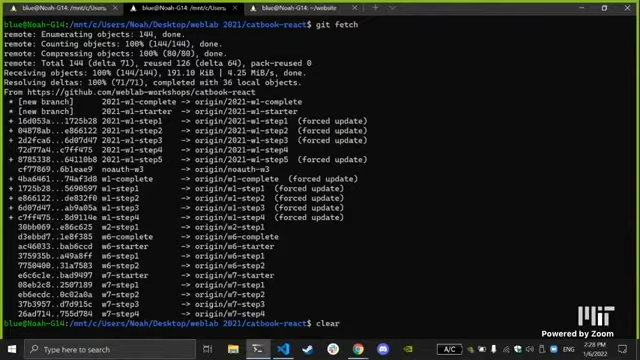 blue@Noah-G14: /mnt/c/Users/Noah/ × blue@Noah-G14: /mnt/c/Users/Noah/ × blue@Noah-G14: ~/website ×
blue@Noah-G14:/mnt/c/Users/Noah/Desktop/weblab 2021/catbook-react$ git fetch
remote: Enumerating objects: 144, done.
remote: Counting objects: 100% (144/144), done.
remote: Compressing objects: 100% (80/80), done.
remote: Total 144 (delta 71), reused 126 (delta 64), pack-reused 0
Receiving objects: 100% (144/144), 191.10 KiB | 4.25 MiB/s, done.
Resolving deltas: 100% (71/71), completed with 36 local objects.
From https://github.com/weblab-workshops/catbook-react
* [new branch] 2021-w1-complete -> origin/2021-w1-complete
* [new branch] 2021-w1-starter -> origin/2021-w1-starter
+ 16d053a...1725b28 2021-w1-step1 -> origin/2021-w1-step1 (forced update)
+ 04878ab...e866122 2021-w1-step2 -> origin/2021-w1-step2 (forced update)
+ 2d2fca6...6d07d47 2021-w1-step3 -> origin/2021-w1-step3 (forced update)
72d77a4..c7ff475 2021-w1-step4 -> origin/2021-w1-step4
+ 8785338...64110b8 2021-w1-step5 -> origin/2021-w1-step5 (forced update)
cf77869..6b1eae9 noauth-w3 -> origin/noauth-w3
+ 4ba6461...74af3d8 w1-complete -> origin/w1-complete (forced update)
+ 1725b28...5690597 w1-step1 -> origin/w1-step1 (forced update)
+ e866122...de832f0 w1-step2 -> origin/w1-step2 (forced update)
+ 6d07d47...ab9a05a w1-step3 -> origin/w1-step3 (forced update)
+ c7ff475...8d9114e w1-step4 -> origin/w1-step4 (forced update)
30bb069..e86c625 w2-step1 -> origin/w2-step1
d3ebbd7..1e8f385 w6-complete -> origin/w6-complete
ac46033..bab6ccd w6-starter -> origin/w6-starter
375935b..a49a8ff w6-step1 -> origin/w6-step1
7750400..31a7583 w6-step2 -> origin/w6-step2
e6c6c1e..bad9497 w7-starter -> origin/w7-starter
08eb2c9..2507189 w7-step1 -> origin/w7-step1
eb6ecdc..0c02a0a w7-step2 -> origin/w7-step2
37b3957..f9d715c w7-step3 -> origin/w7-step3
26ad714..755d784 w7-step4 -> origin/w7-step4
blue@Noah-G14:/mnt/c/Users/Noah/Desktop/weblab 2021/catbook-react$ clear
MIT
Powered by Zoom
Type here to search
A/C
2:28 PM
1/6/2022